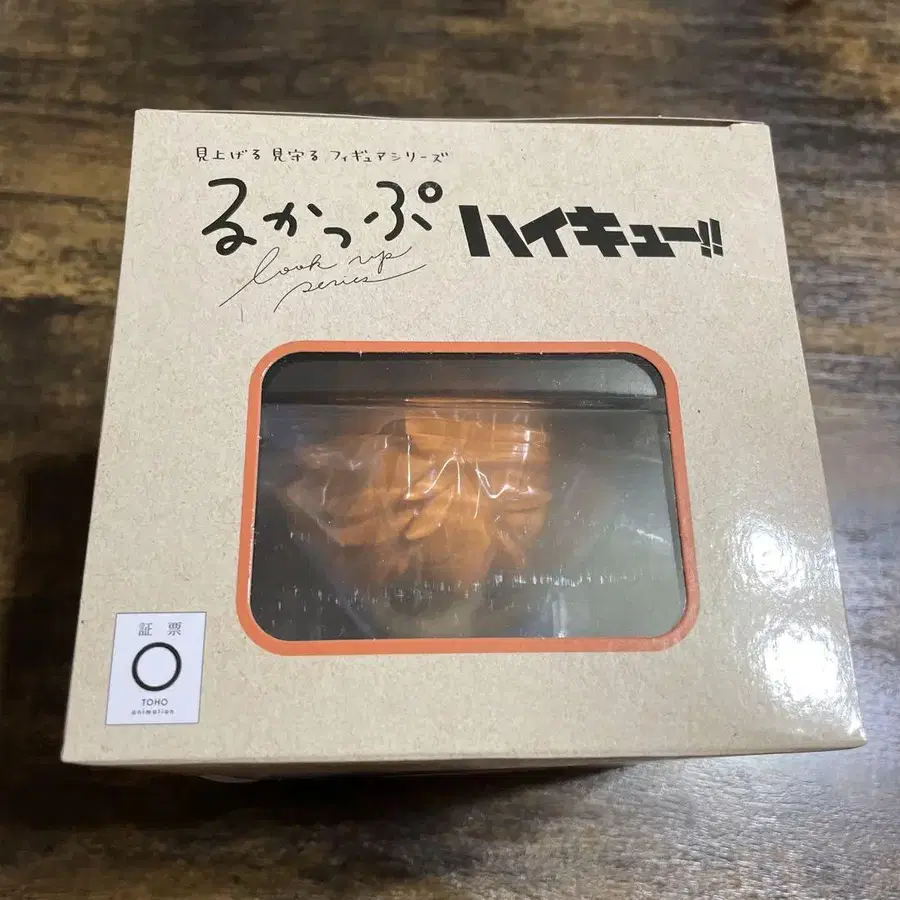 見上げる 見守る フィギュアシリーズ
るかっぷ ハイキュー!!
look up
series
証 票
TOHO
animation